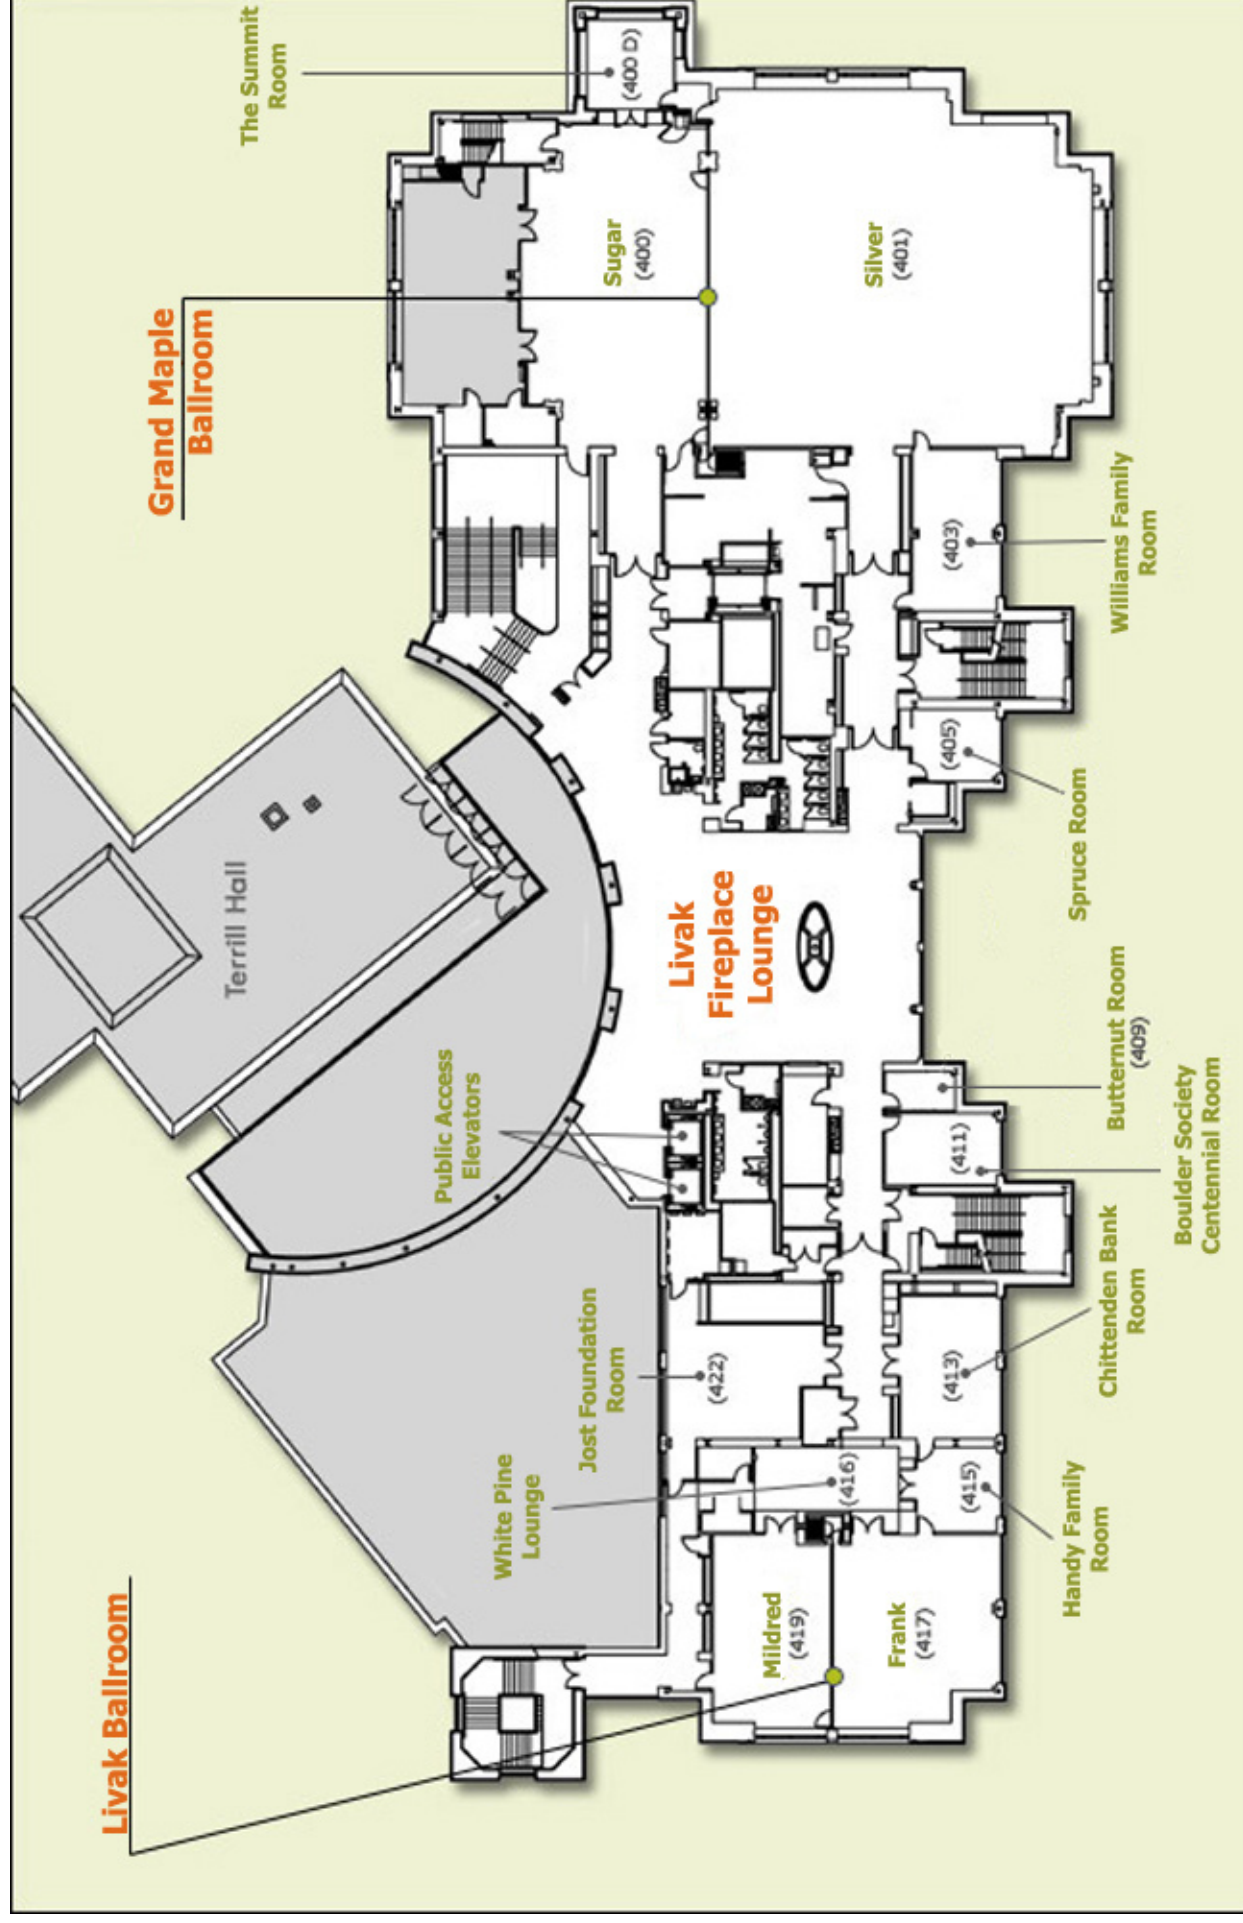 Livak Ballroom
Grand Maple
Ballroom
The Summit
Room
Terrill Hall
(400 D)
Sugar
(400)
Silver
(401)
Public Access
Elevators
White Pine
Lounge
Jost Foundation
Room
Livak
Fireplace
Lounge
(422)
(416)
Mildred
(419)
Frank
(417)
(415)
(413)
(411)
(405)
(403)
Handy Family
Room
Chittenden Bank
Room
Boulder Society
Centennial Room
Butternut Room
(409)
Spruce Room
Williams Family
Room